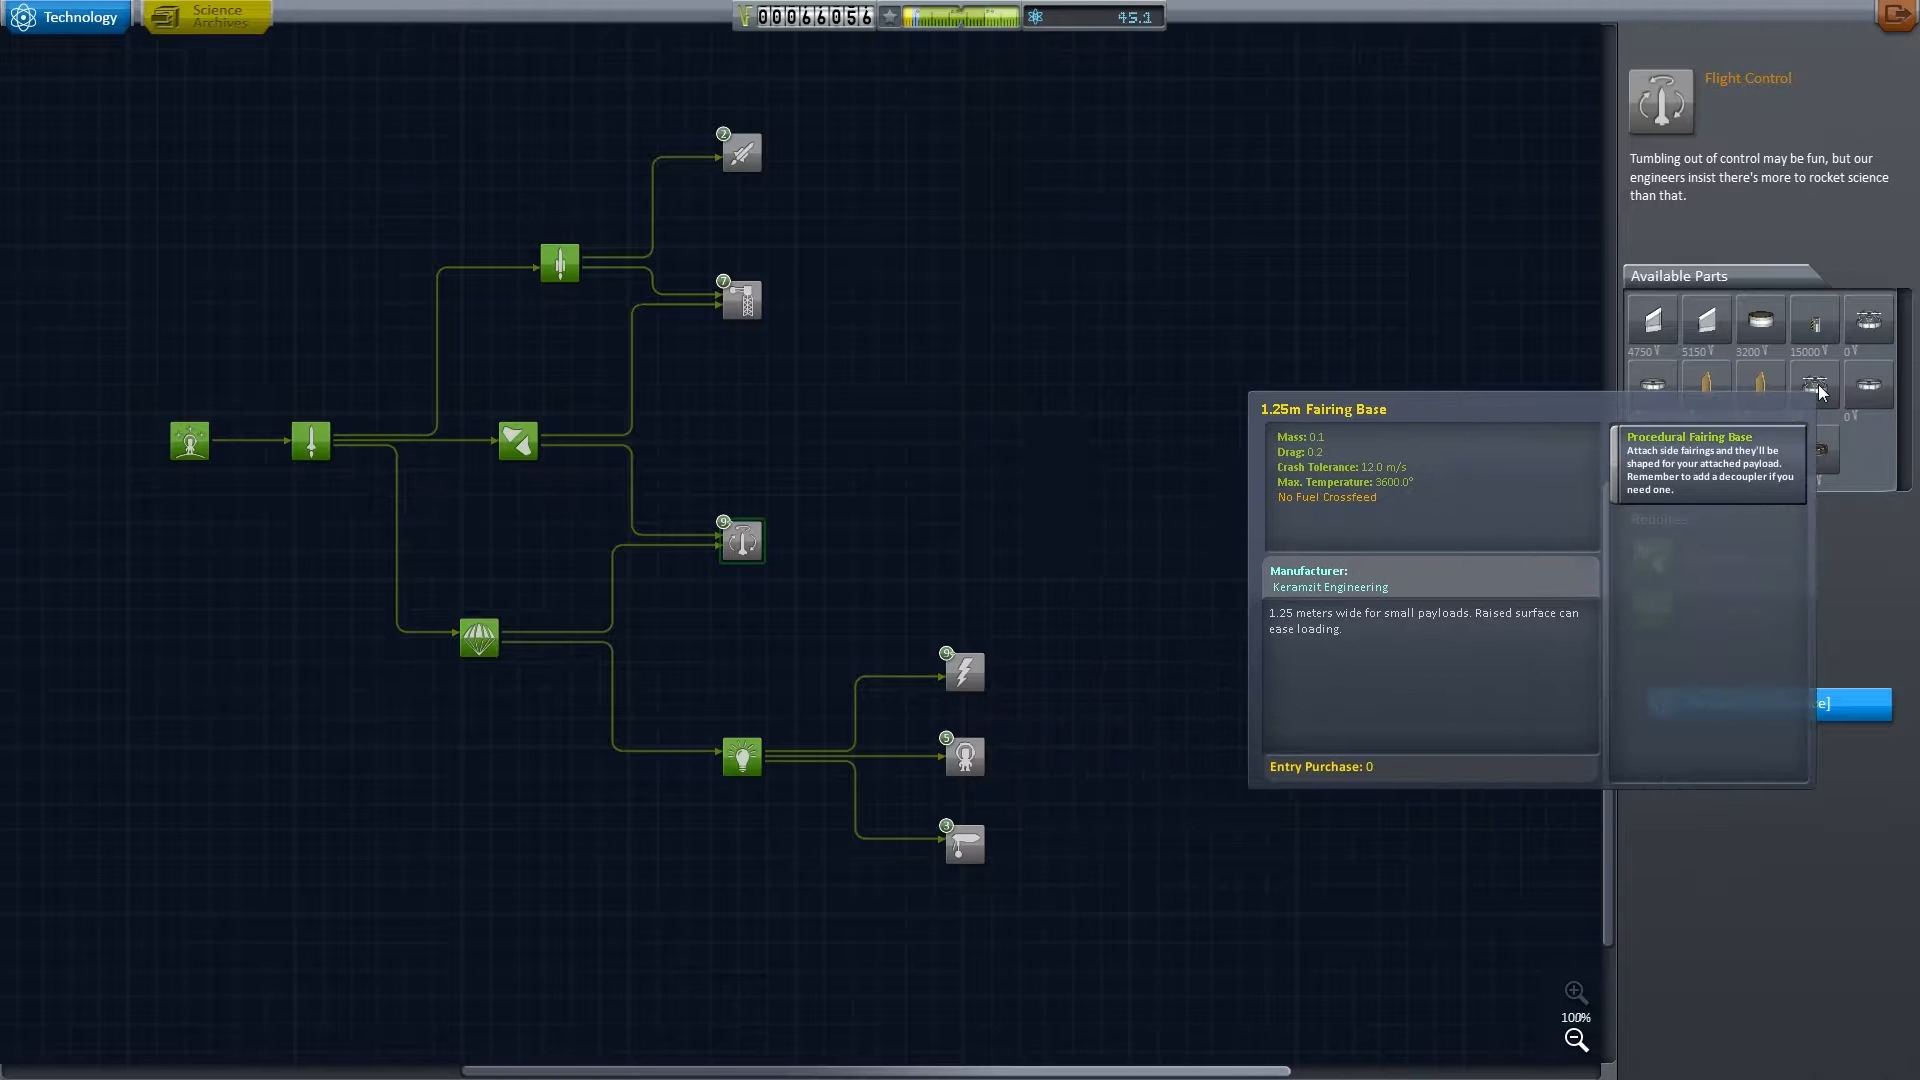 Technology
Science
Archives
00066056
45.1
Flight Control
Tumbling out of control may be fun, but our
engineers insist there's more to rocket science
than that.
Available Parts
4750 5150 3200 15000 0
0
2
7
9
9
5
3
1.25m Fairing Base
Mass: 0.1
Drag: 0.2
Crash Tolerance: 12.0 m/s
Max. Temperature: 3600.0°
No Fuel Crossfeed
Manufacturer:
Keramzit Engineering
1.25 meters wide for small payloads. Raised surface can
ease loading.
Entry Purchase: 0
Procedural Fairing Base
Attach side fairings and they'll be
shaped for your attached payload.
Remember to add a decoupler if you
need one.
Requires
e]
100%